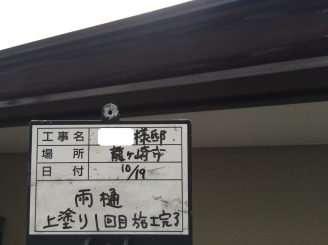 工事名 様邸
場所 龍ヶ崎市
日付 10/19
雨樋
上塗り1回目施工完了